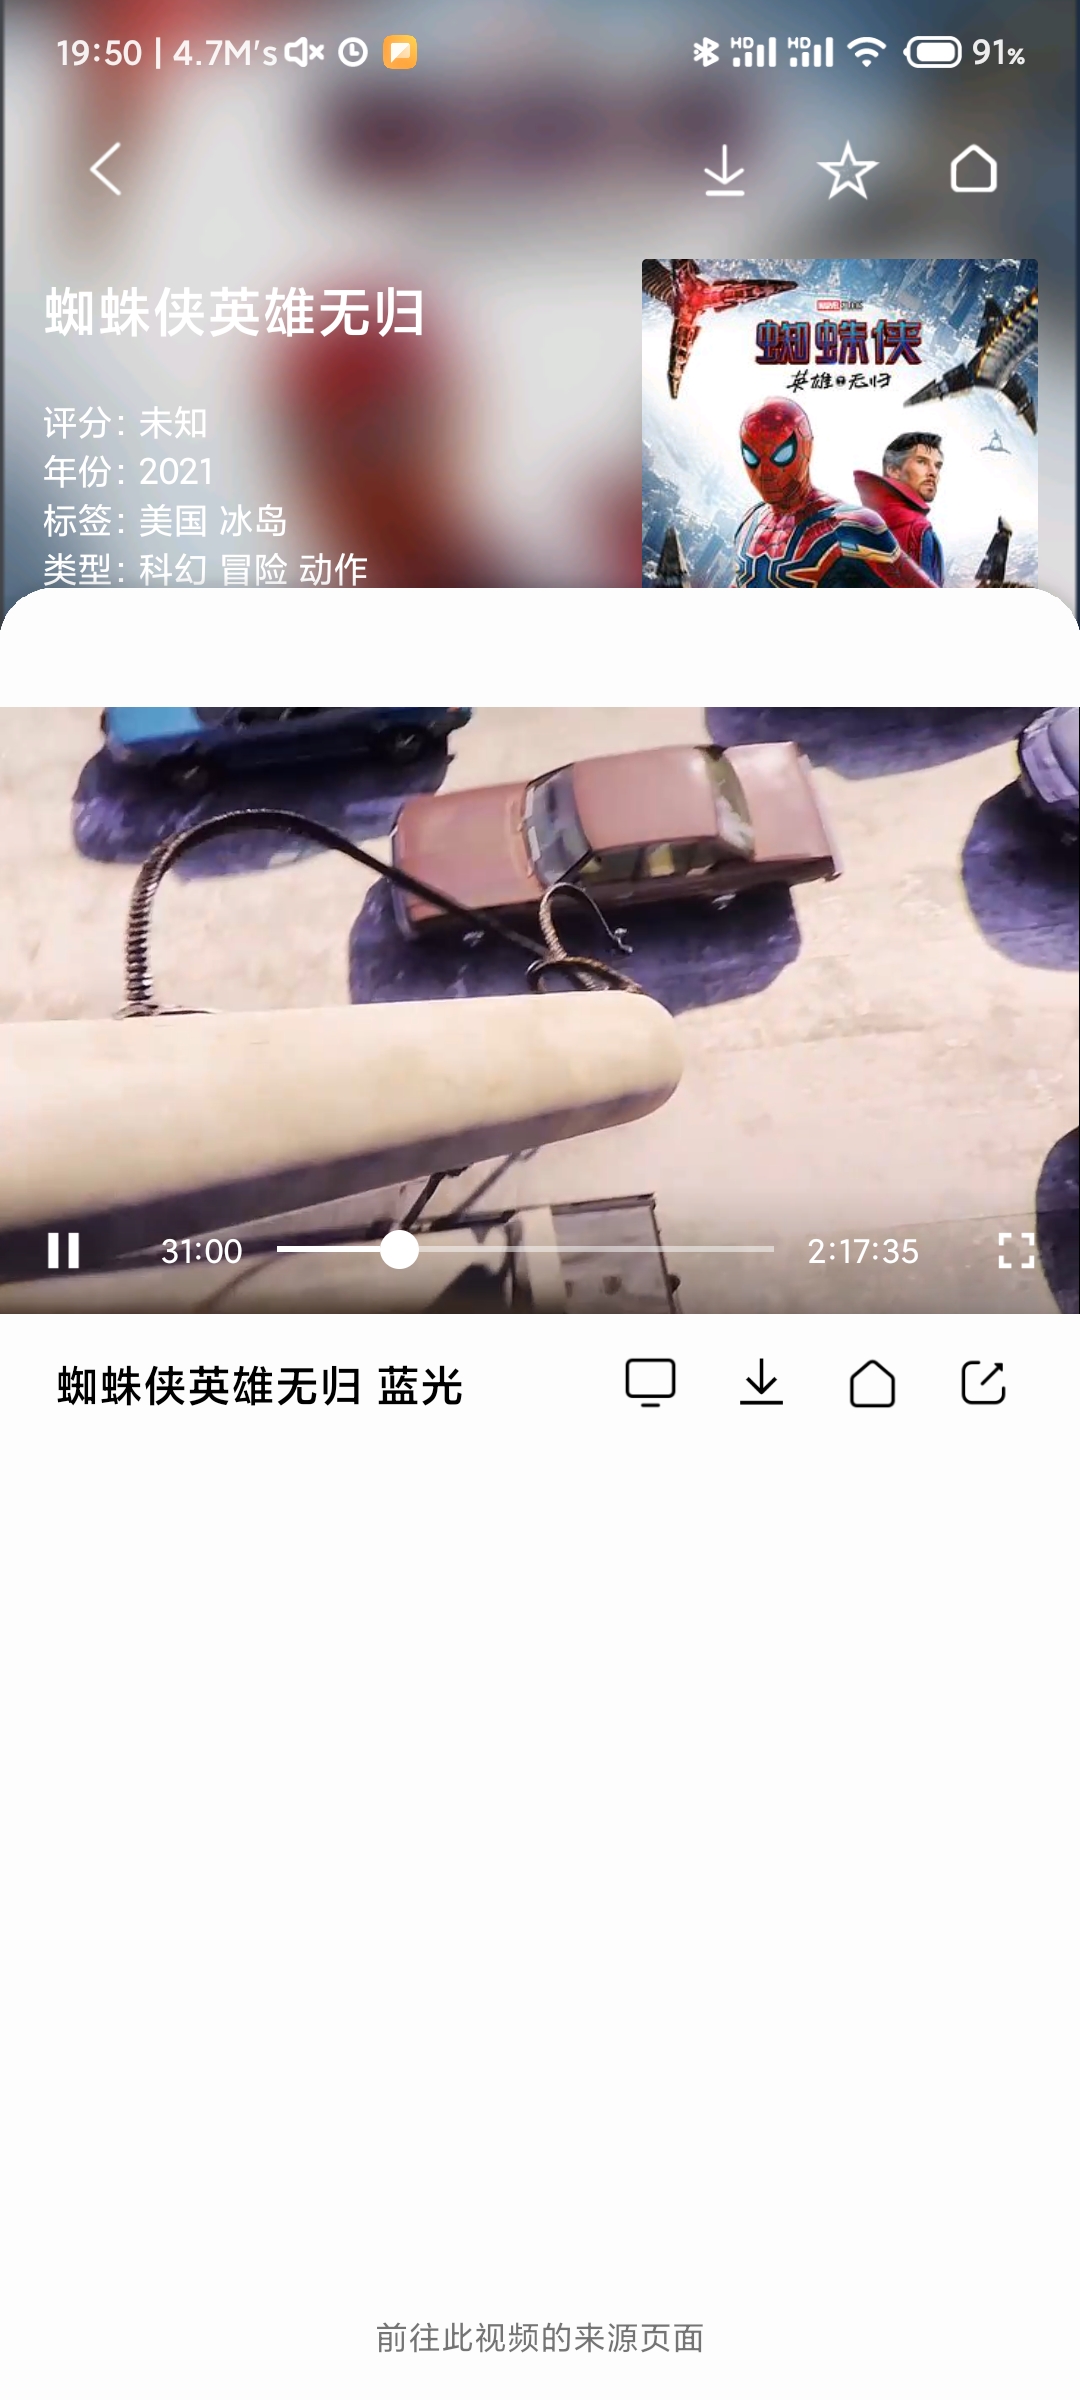 19:50 | 4.7M's
HD HD 91%
蜘蛛侠英雄无归
评分: 未知
年份: 2021
标签: 美国 冰岛
类型: 科幻 冒险 动作
MARVEL STUDIOS
蜘蛛侠
英雄无归
31:00
2:17:35
蜘蛛侠英雄无归 蓝光
前往此视频的来源页面